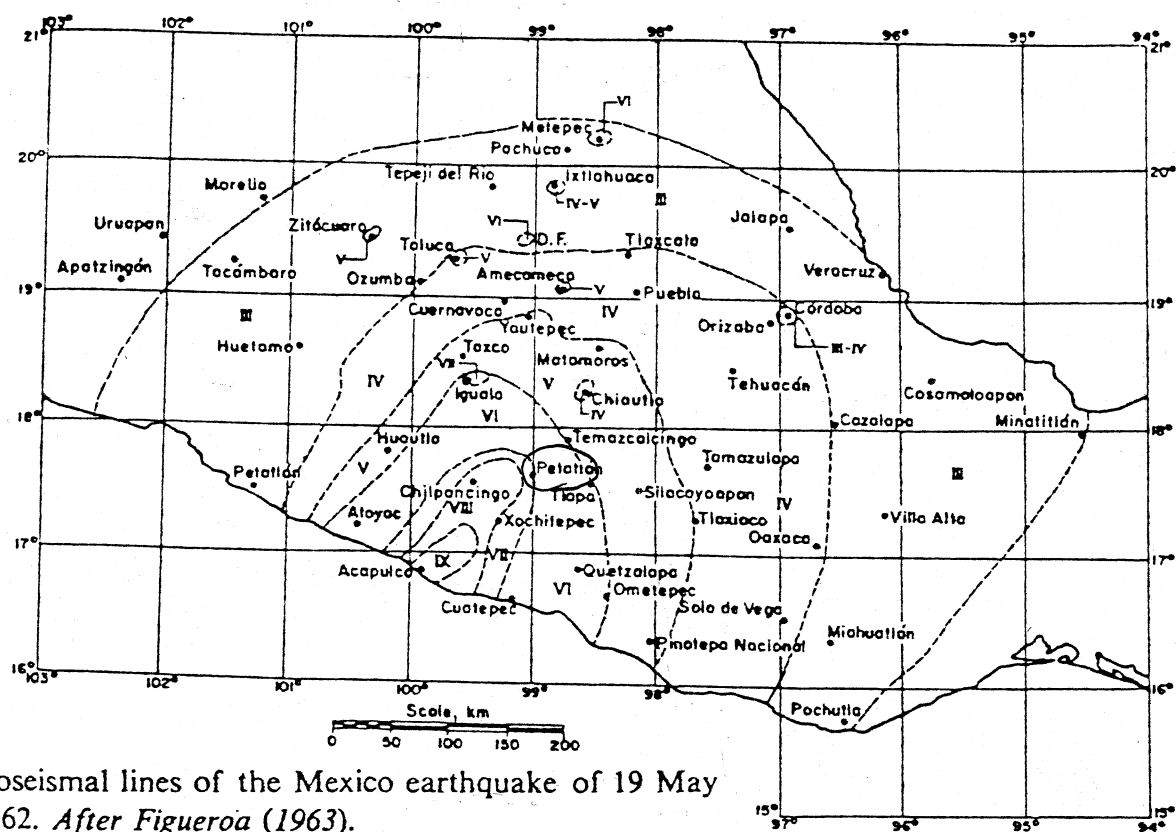 103° 102° 101° 100° 99° 98° 97° 96° 95° 94°
21° 21°
VI
Metepec
Pachuca
20° 20°
Tepeji del Rio Ixtlahuaca
Morelia IV-V III
Uruapan Zitácuaro VI D.F. Jalapa
Toluca V Tlaxcala
V
Apatzingán Tacámbaro Ozumba Amecameca V Puebla Veracruz
19° 19°
Cuernavaca IV Córdoba
III Yautepec Orizaba
Huetamo Taxco Matamoros III-IV
VII V Tehuacán
IV Iguala Chiautla Cosamoloapan
VI IV
18° Cazalapa Minatitlán 18°
Huautla Temazcalcingo
Petatlán V Petatlan Tamazulapa
Chilpancingo Tlapa Silacayoapan III
VIII IV
Atoyac Xochitepec Tlaxiaco Villa Alta
Oaxaca
17° 17°
IX VII
Acapulco VI Quetzalapa
Cuatepec Ometepec Sola de Vega
Pinotepa Nacional Miahuatlán
16° 16°
103° 102° 101° 100° 99° 98°
Pochutla
Scale, km
0 50 100 150 200
15° 15°
97° 96° 95° 94°
oseismal lines of the Mexico earthquake of 19 May
62. After Figueroa (1963).